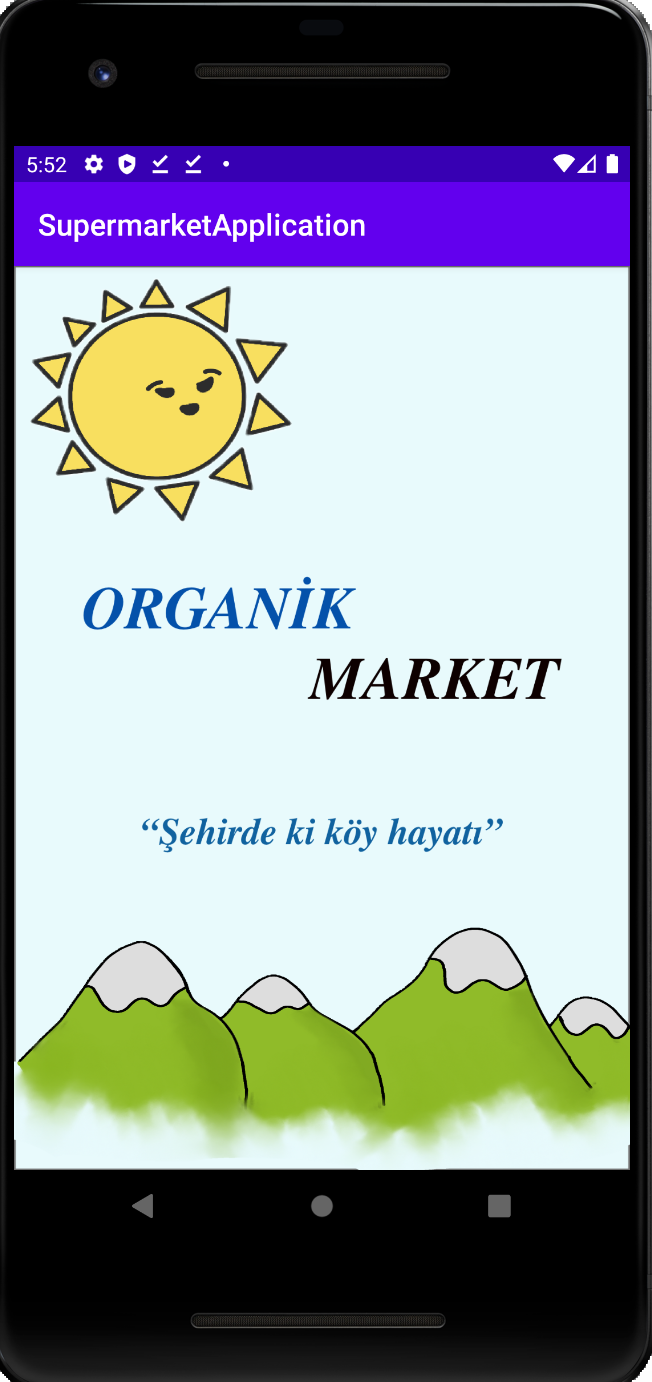 5:52
SupermarketApplication
ORGANİK
MARKET
“Şehirde ki köy hayatı”